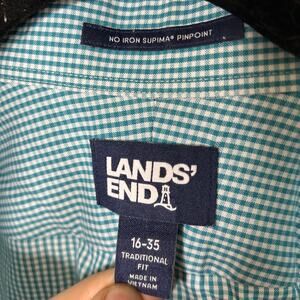 NO IRON SUPIMA® PINPOINT
LANDS'
END
16-35
TRADITIONAL
FIT
MADE IN
VIETNAM